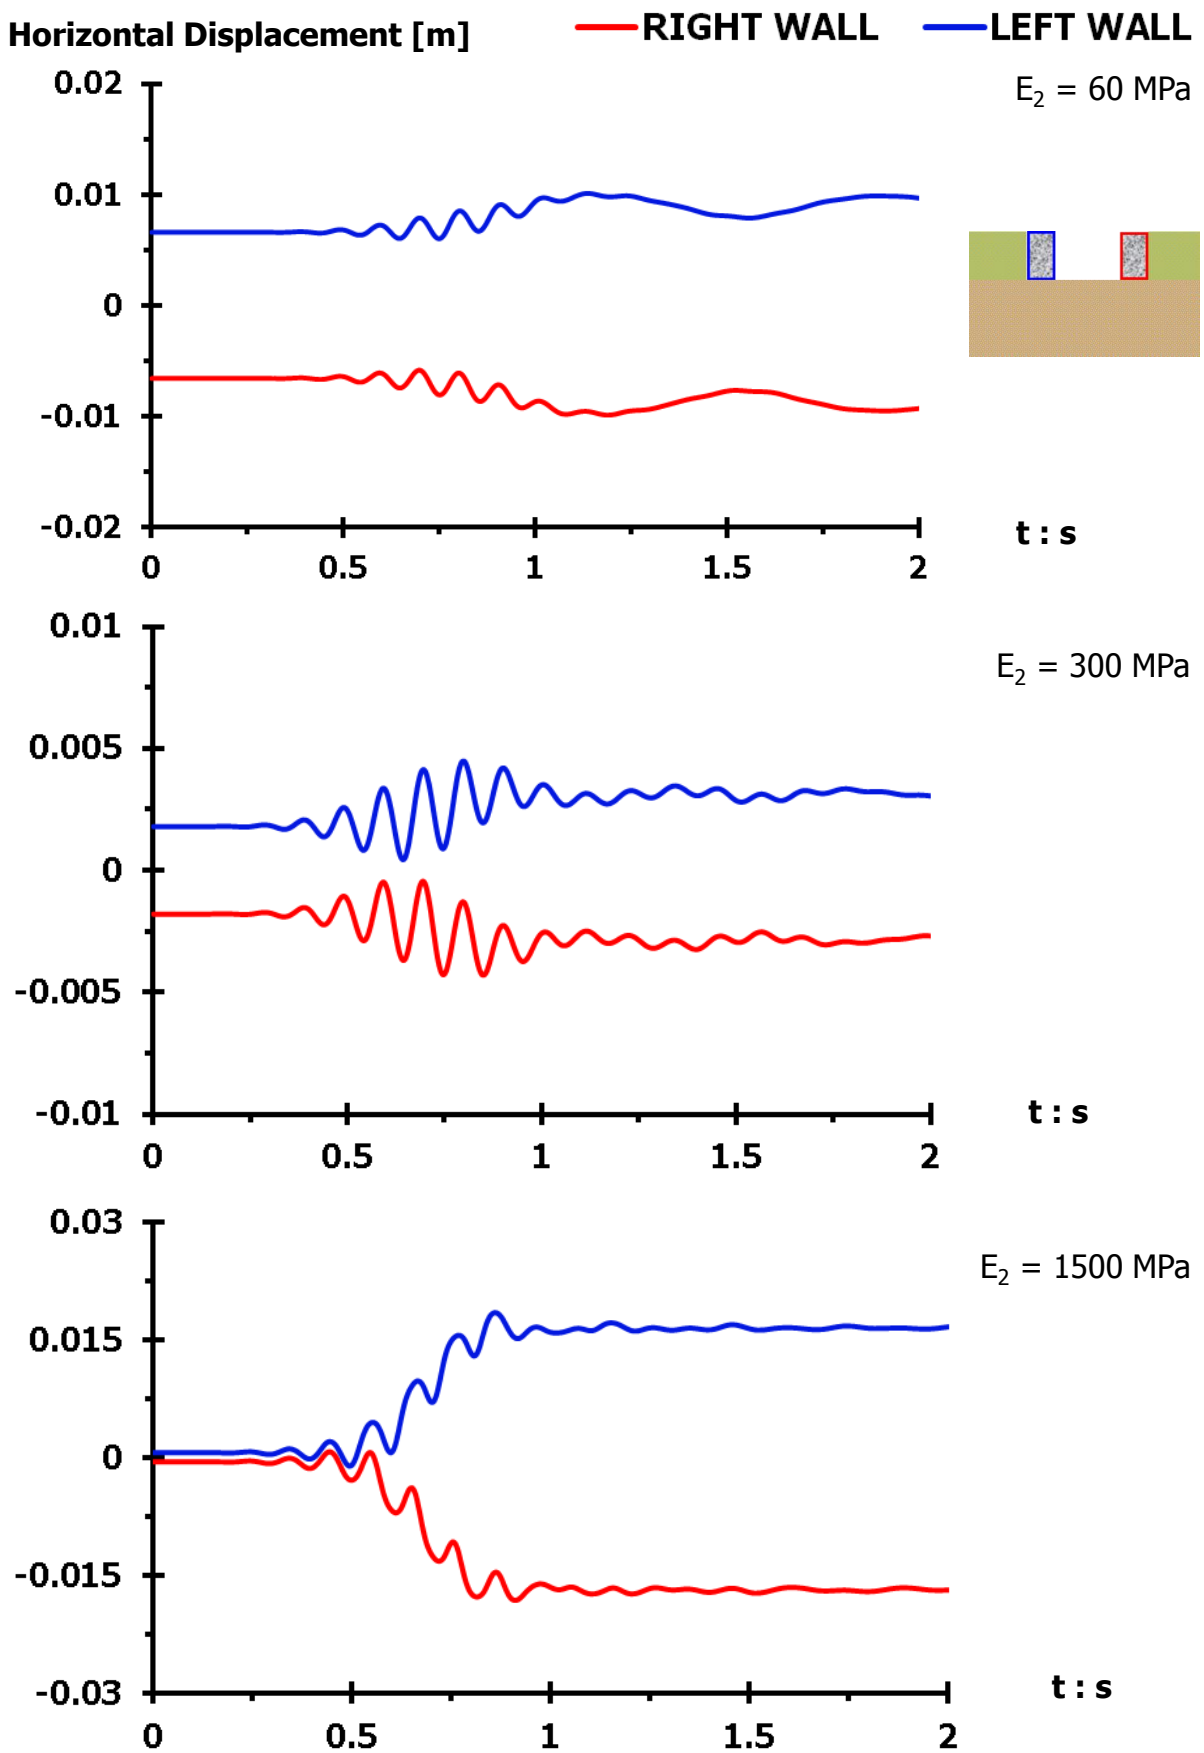 Horizontal Displacement [m]
RIGHT WALL
LEFT WALL
E₂ = 60 MPa
0.02
0.01
0
-0.01
-0.02
0 0.5 1 1.5 2
t : s
E₂ = 300 MPa
0.01
0.005
0
-0.005
-0.01
0 0.5 1 1.5 2
t : s
E₂ = 1500 MPa
0.03
0.015
0
-0.015
-0.03
0 0.5 1 1.5 2
t : s